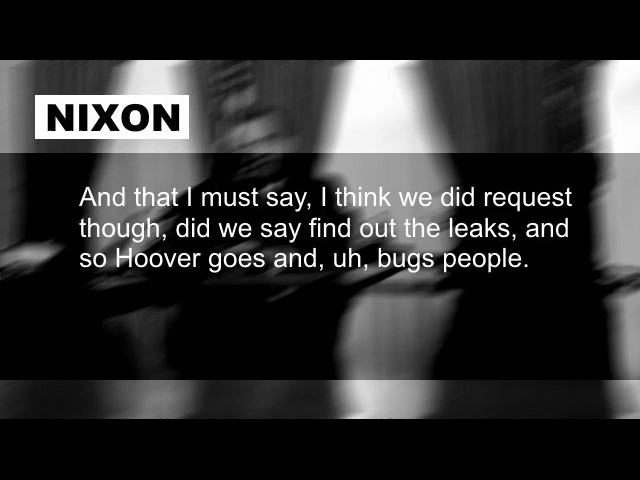 NIXON
And that I must say, I think we did request
though, did we say find out the leaks, and
so Hoover goes and, uh, bugs people.